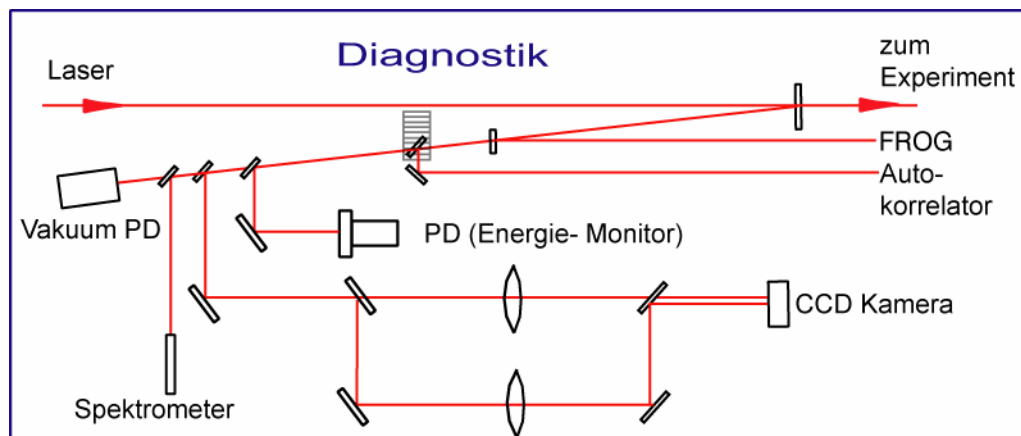 Diagnostik
Laser
zum
Experiment
FROG
Auto-
korrelator
Vakuum PD
PD (Energie- Monitor)
CCD Kamera
Spektrometer